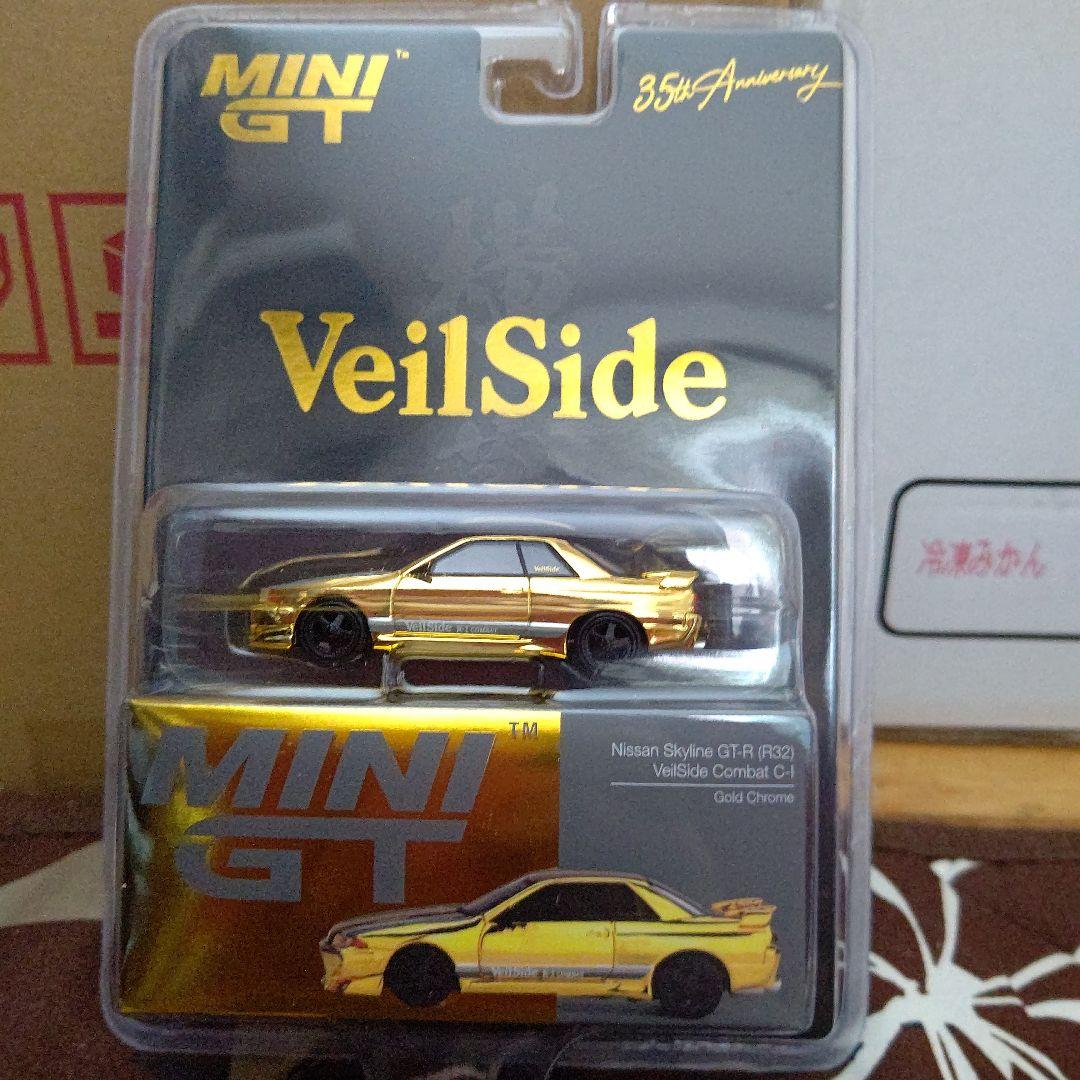 MINI GT™
35th Anniversary
VeilSide
VeilSide
VeilSide
MINI GT™
Nissan Skyline GT-R (R32)
VeilSide Combat C-I
Gold Chrome
VeilSide
冷凍みかん